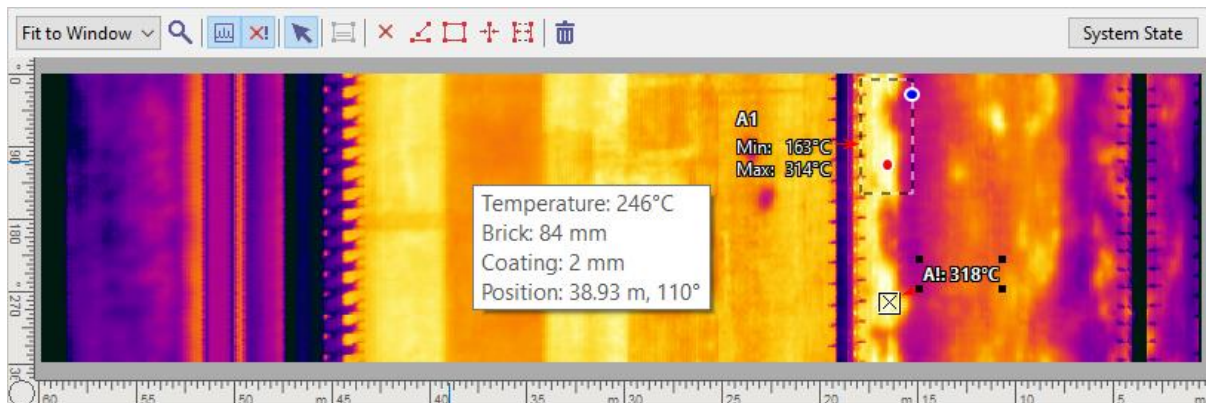 Fit to Window
System State
A1
Min: 163°C
Max: 314°C
Temperature: 246°C
Brick: 84 mm
Coating: 2 mm
Position: 38.93 m, 110°
A!: 318°C
°
0
90
180
270
°
60 55 50 m 45 40 35 m 30 25 20 m 15 10 5 m